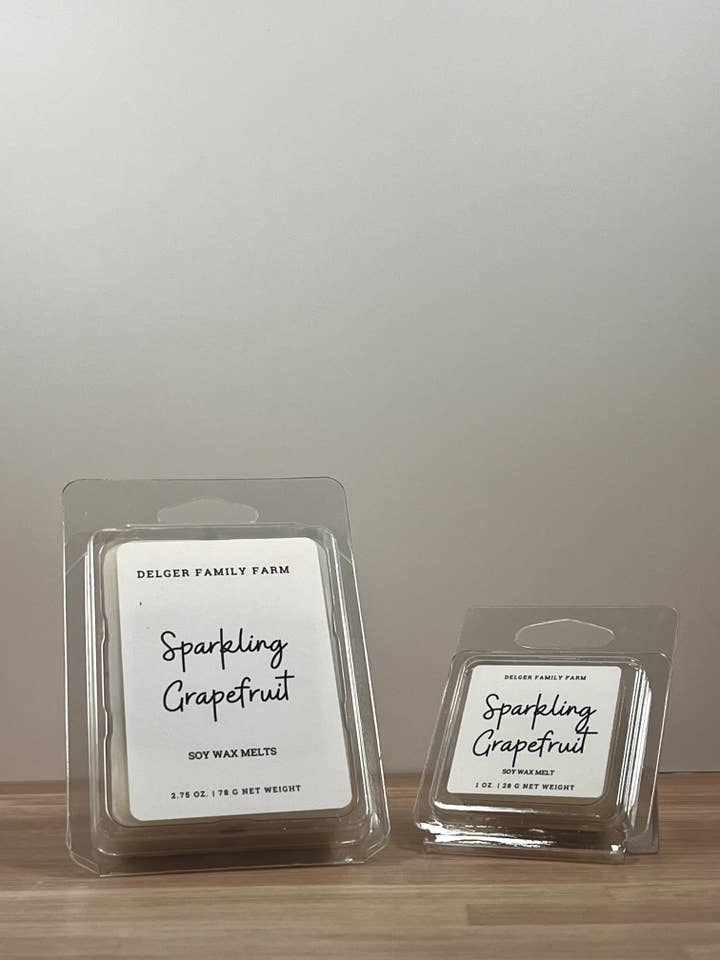 DELGER FAMILY FARM
Sparkling
Grapefruit
SOY WAX MELTS
2.75 OZ. | 78 G NET WEIGHT
DELGER FAMILY FARM
Sparkling
Grapefruit
SOY WAX MELT
1 OZ. | 28 G NET WEIGHT